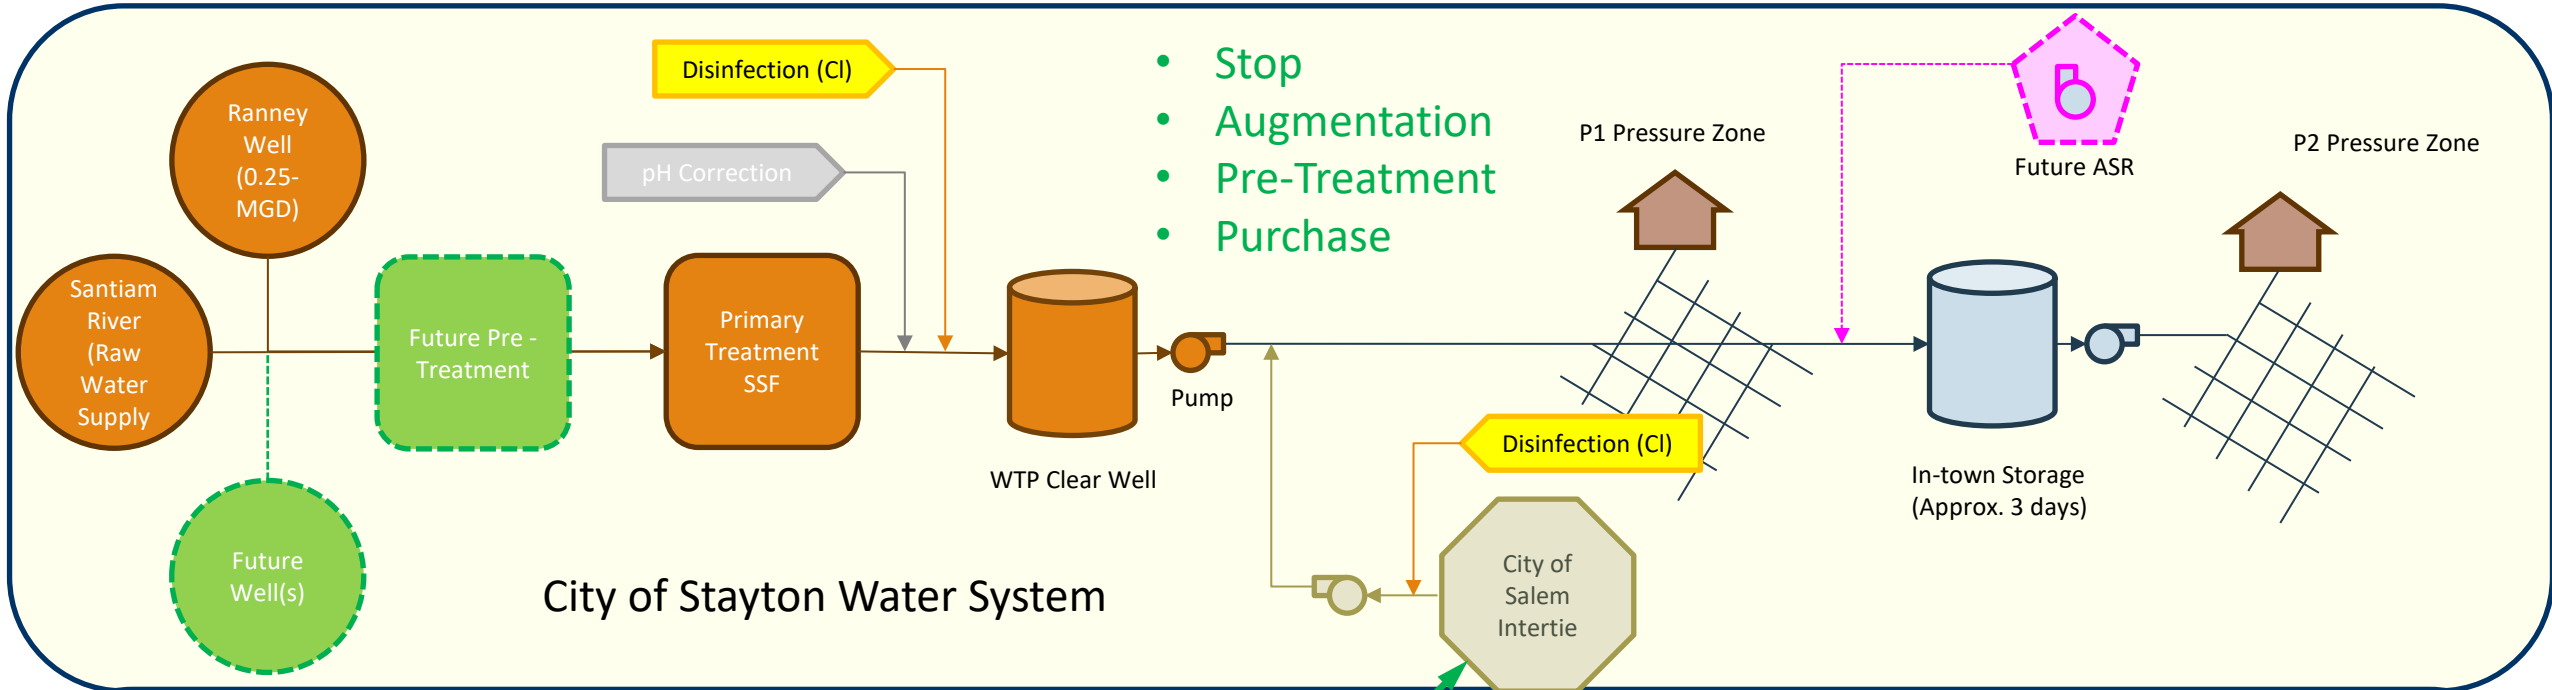 Ranney
Well
(0.25-
MGD)
Santiam
River
(Raw
Water
Supply
Future
Well(s)
Future Pre -
Treatment
Primary
Treatment
SSF
Disinfection (Cl)
pH Correction
WTP Clear Well
Pump
• Stop
• Augmentation
• Pre-Treatment
• Purchase
P1 Pressure Zone
Future ASR
P2 Pressure Zone
Disinfection (Cl)
City of
Salem
Intertie
In-town Storage
(Approx. 3 days)
City of Stayton Water System